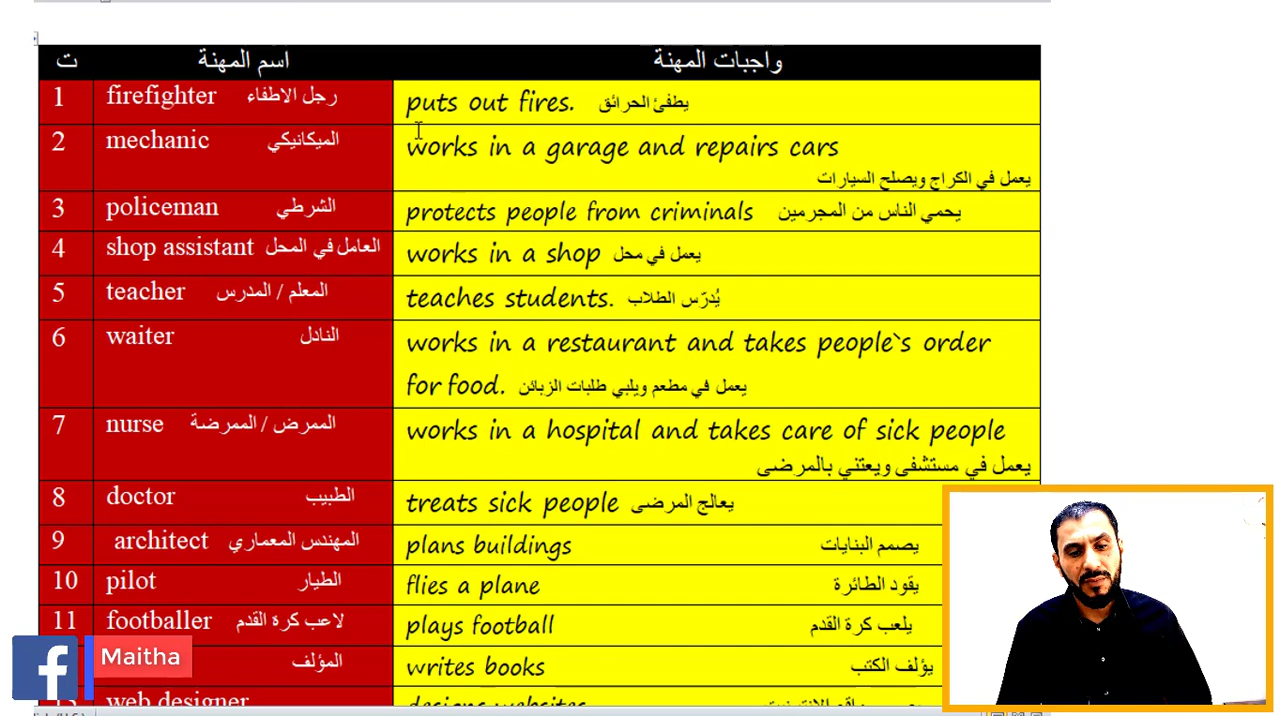 ت اسم المهنة واجبات المهنة
1 firefighter رجل الاطفاء puts out fires. يطفئ الحرائق
2 mechanic الميكانيكي works in a garage and repairs cars
يعمل في الكراج ويصلح السيارات
3 policeman الشرطي protects people from criminals يحمي الناس من المجرمين
4 shop assistant العامل في المحل works in a shop يعمل في محل
5 teacher المعلم / المدرس teaches students. يُدرّس الطلاب
6 waiter النادل works in a restaurant and takes people`s order
for food. يعمل في مطعم ويلبي طلبات الزبائن
7 nurse الممرض / الممرضة works in a hospital and takes care of sick people
يعمل في مستشفى ويعتني بالمرضى
8 doctor الطبيب treats sick people يعالج المرضى
9 architect المهندس المعماري plans buildings يصمم البنايات
10 pilot الطيار flies a plane يقود الطائرة
11 footballer لاعب كرة القدم plays football يلعب كرة القدم
المؤلف writes books يؤلف الكتب
web designer designs websites
f Maitha